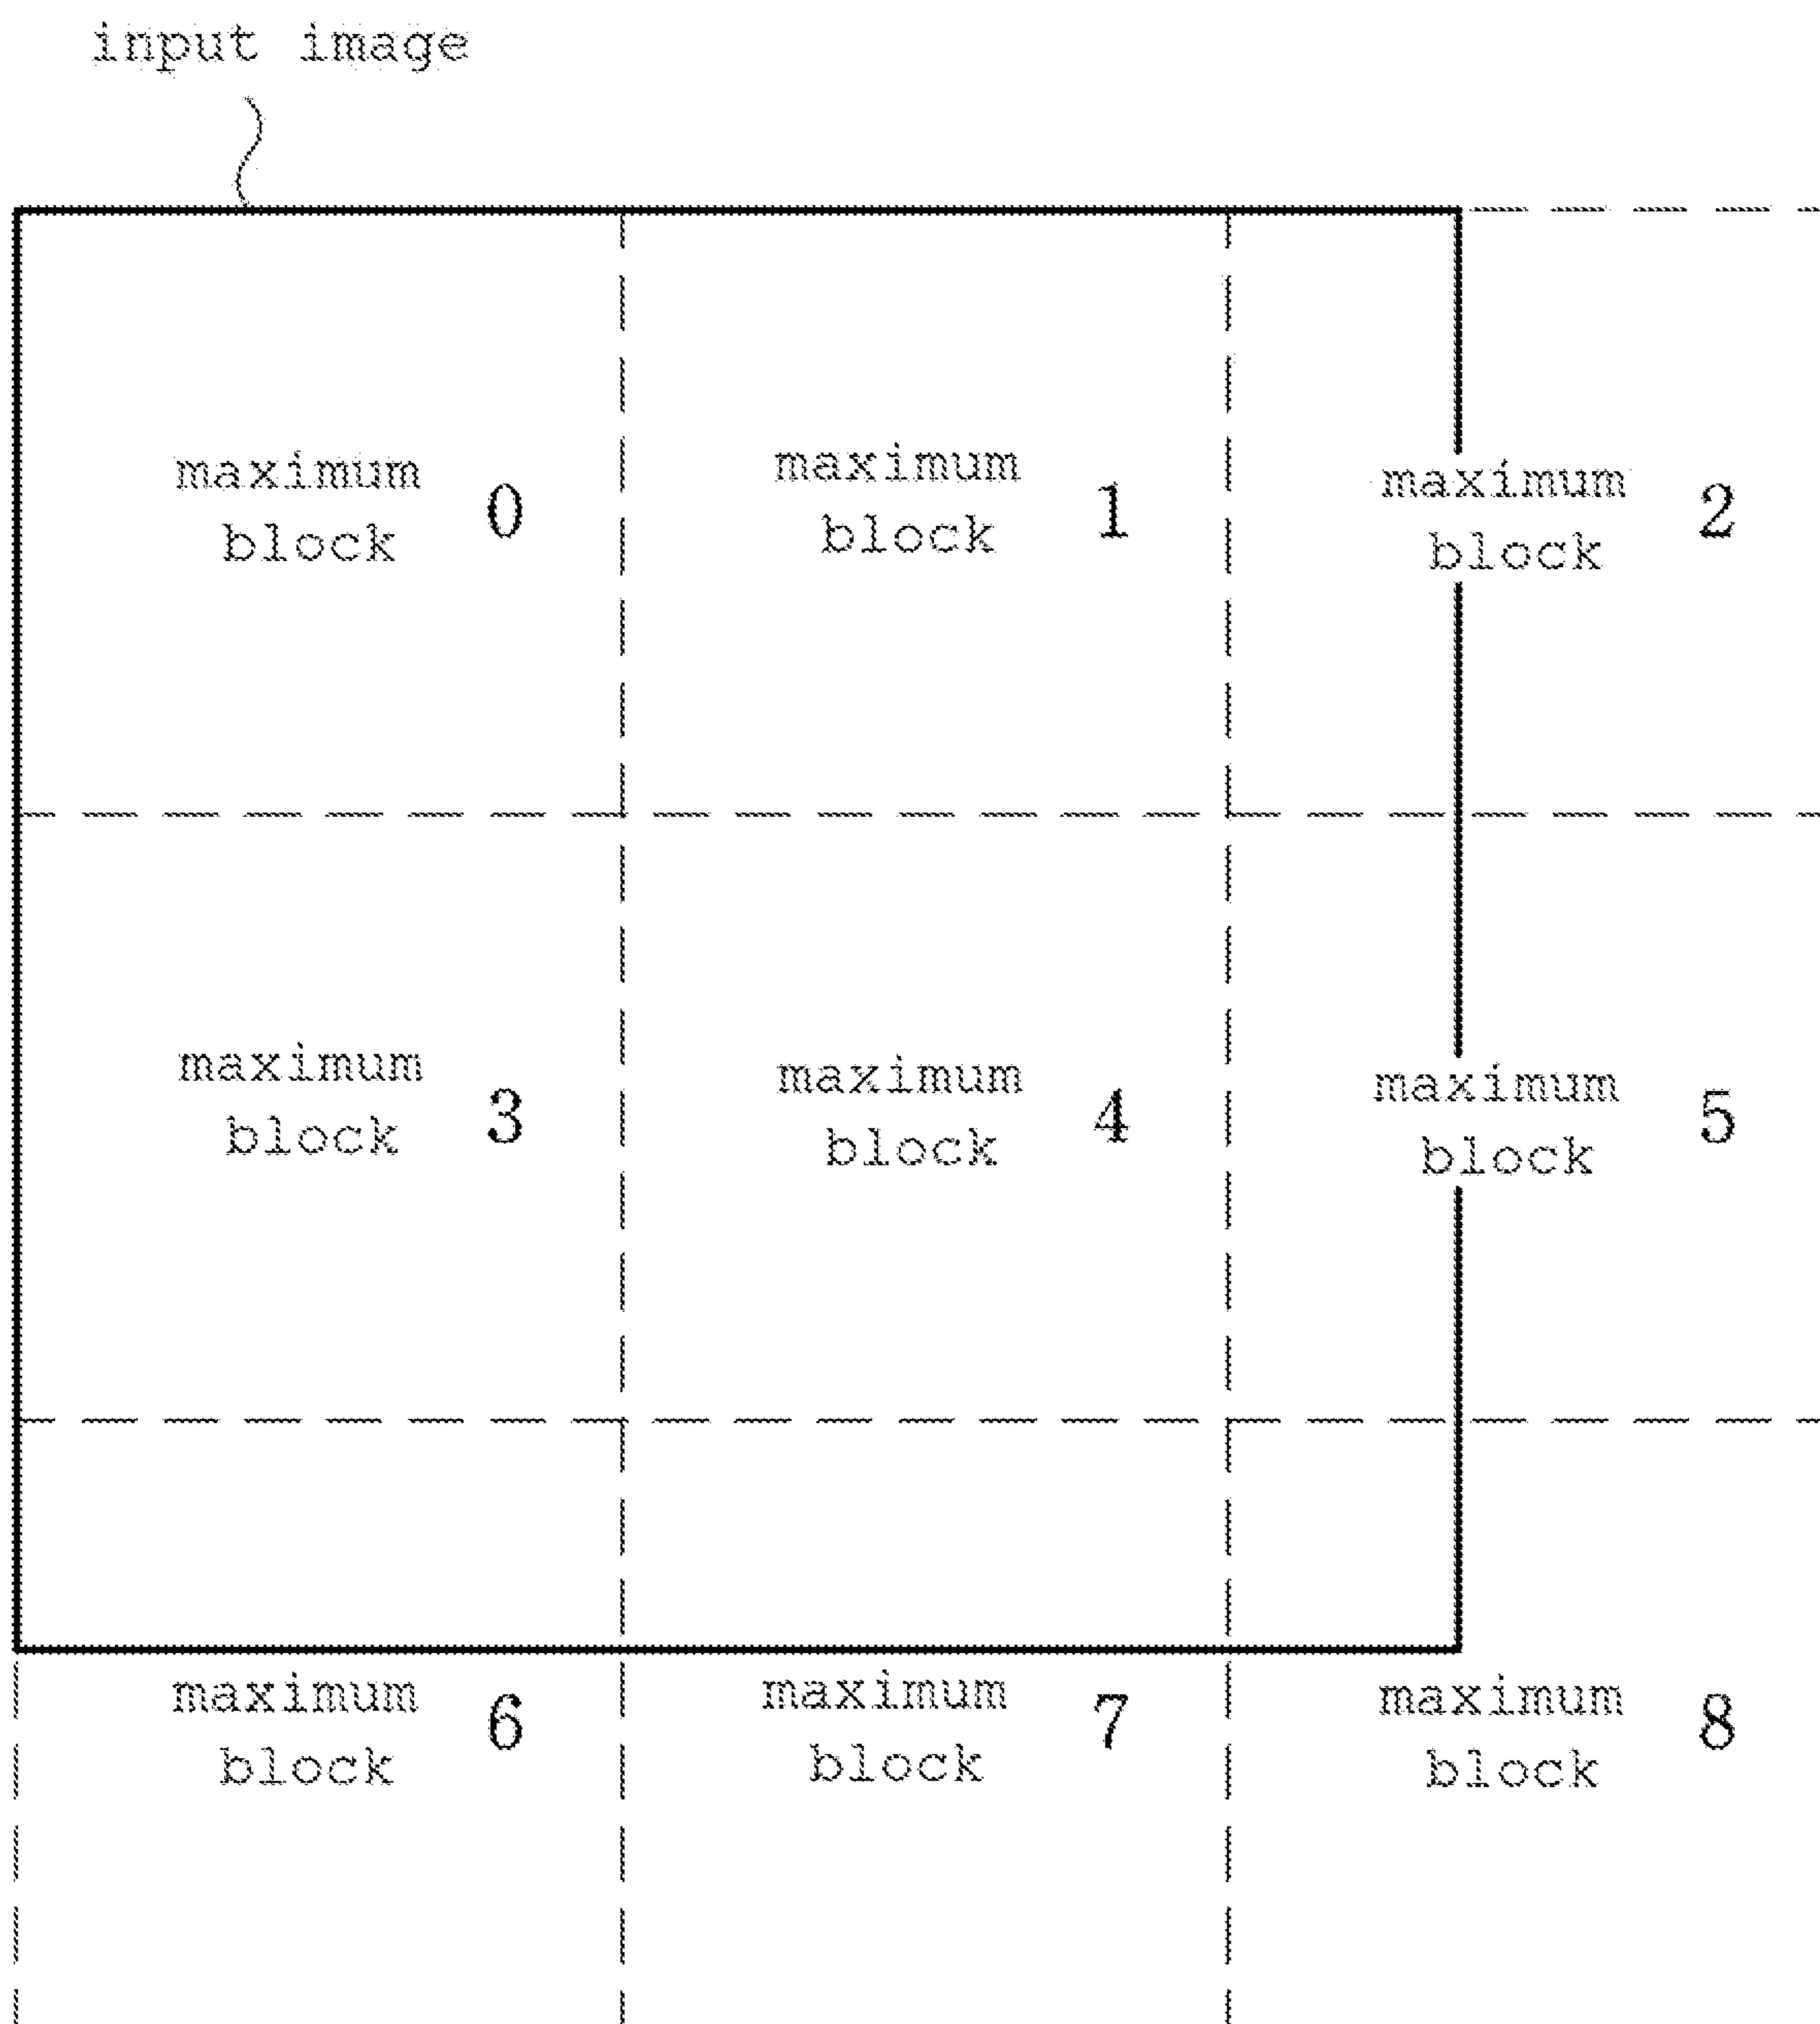 input image
maximum
block 0
maximum
block 1
maximum
block 2
maximum
block 3
maximum
block 4
maximum
block 5
maximum
block 6
maximum
block 7
maximum
block 8